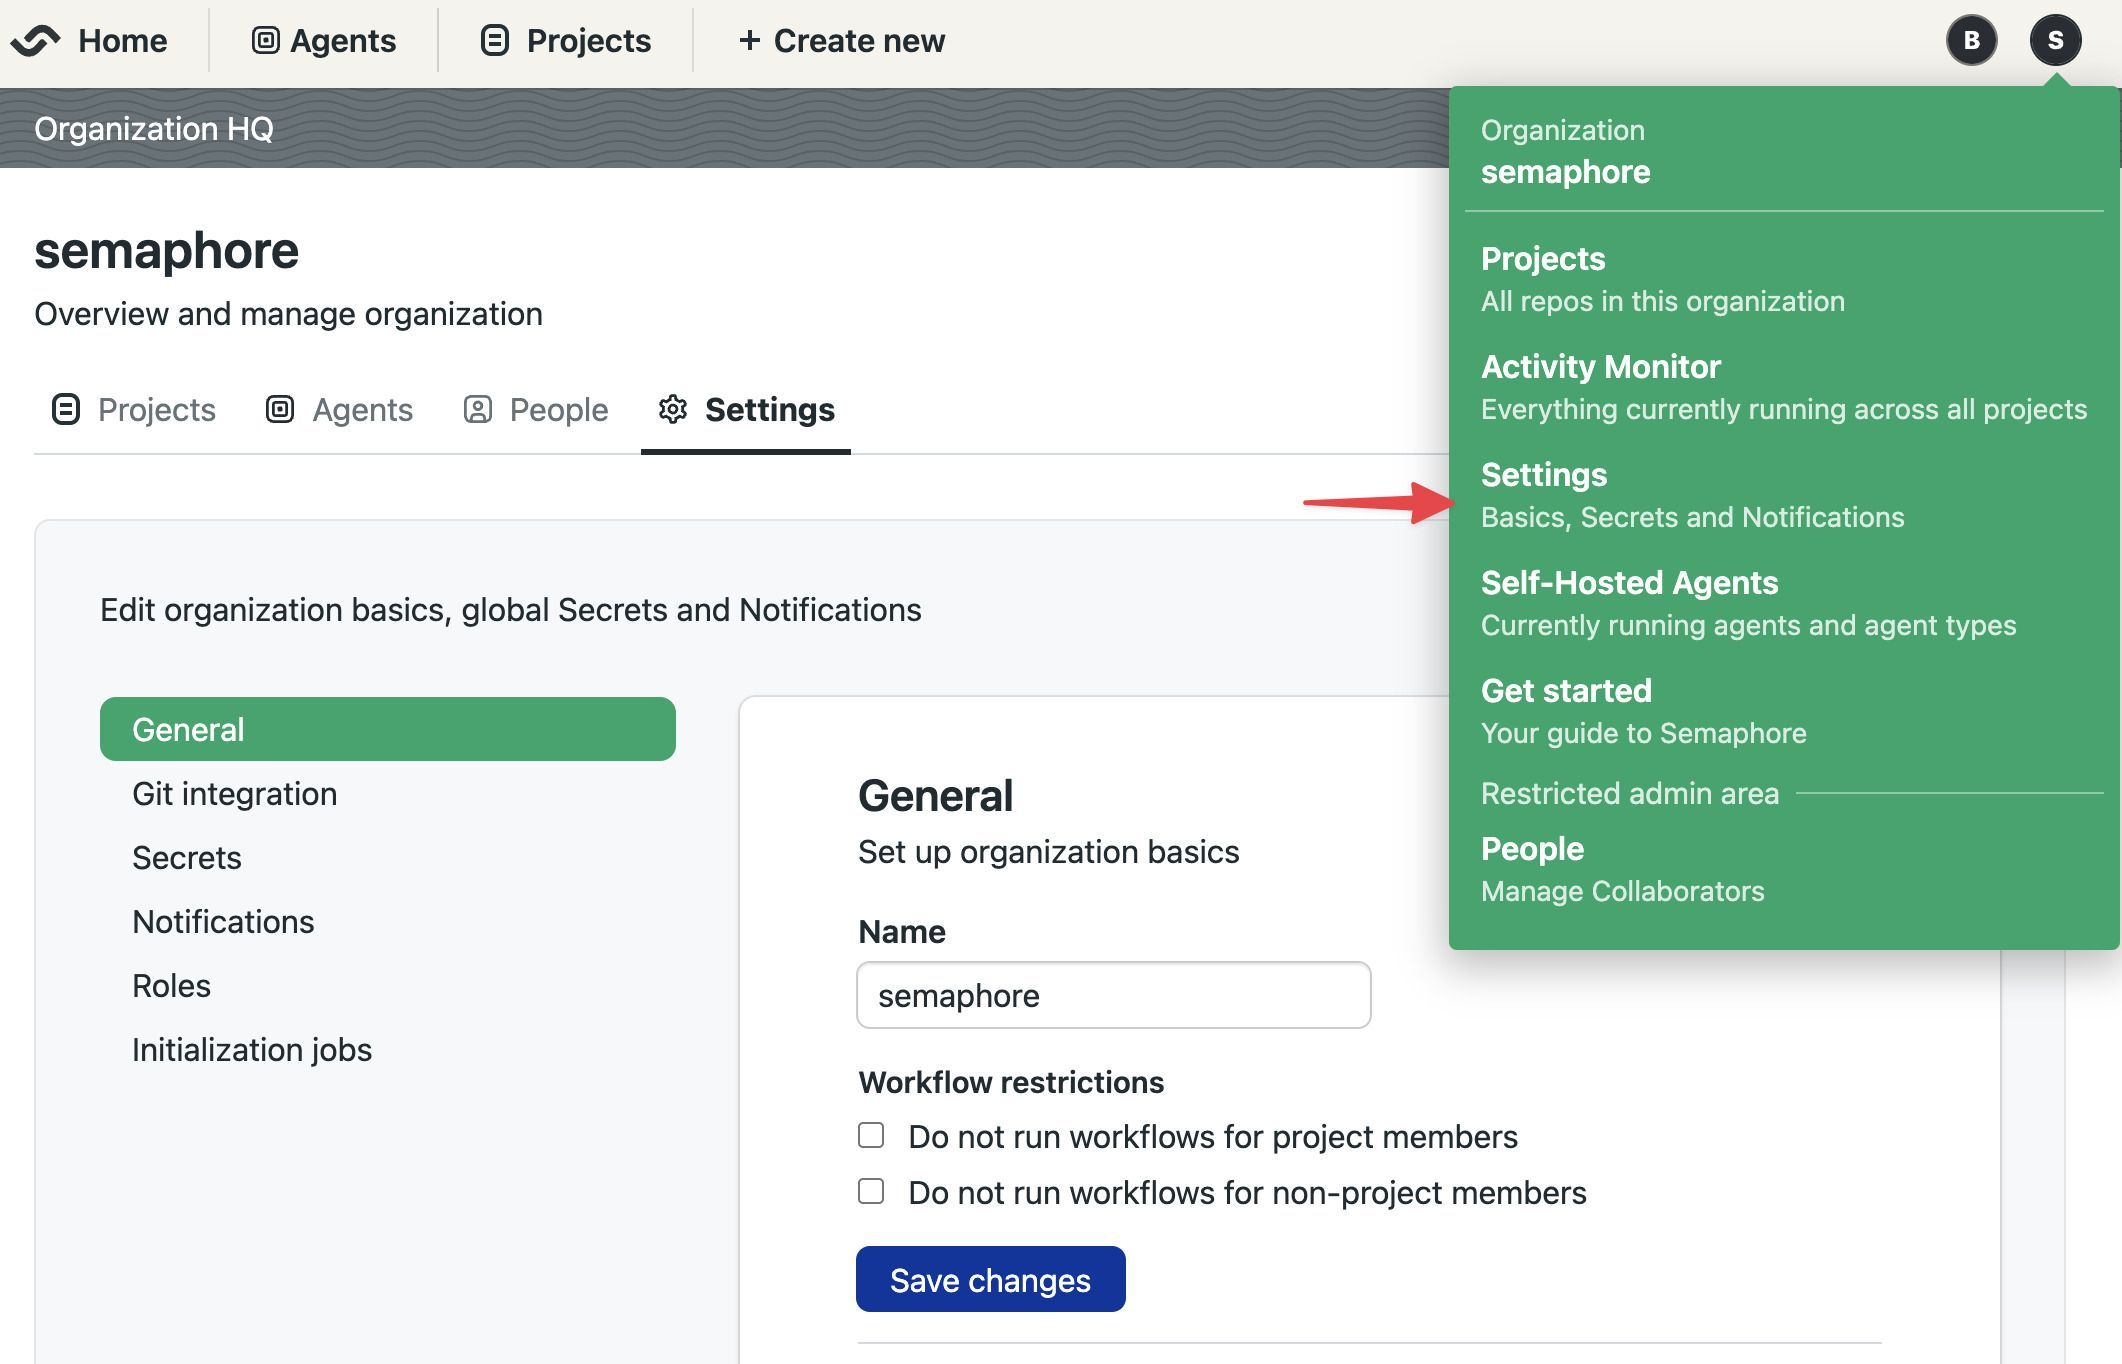 Home
Agents
Projects
+ Create new
B
S
Organization HQ
semaphore
Overview and manage organization
Projects
Agents
People
Settings
Edit organization basics, global Secrets and Notifications
General
Git integration
Secrets
Notifications
Roles
Initialization jobs
General
Set up organization basics
Name
semaphore
Workflow restrictions
Do not run workflows for project members
Do not run workflows for non-project members
Save changes
Organization
semaphore
Projects
All repos in this organization
Activity Monitor
Everything currently running across all projects
Settings
Basics, Secrets and Notifications
Self-Hosted Agents
Currently running agents and agent types
Get started
Your guide to Semaphore
Restricted admin area
People
Manage Collaborators